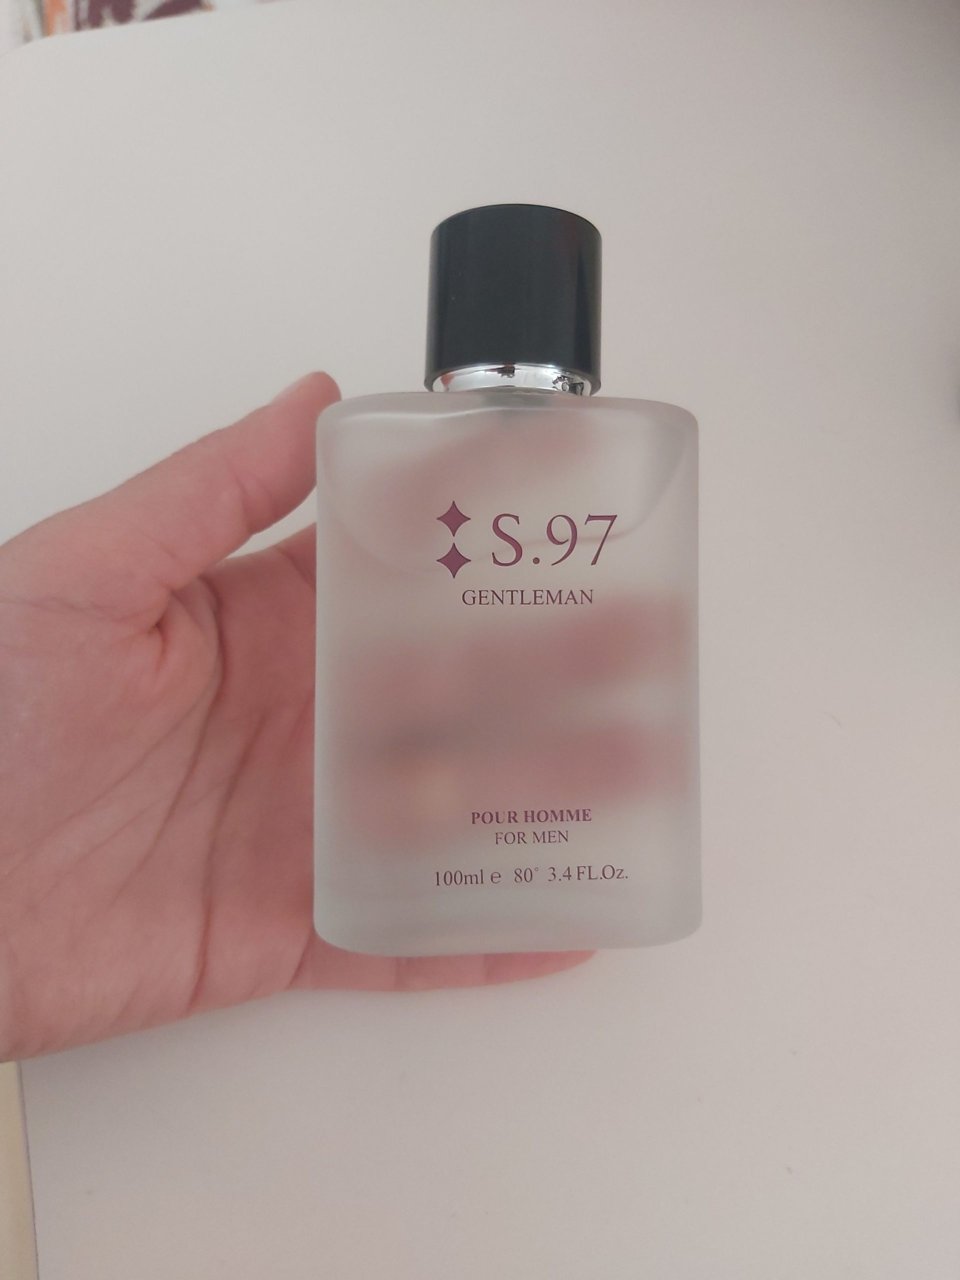 S.97
GENTLEMAN
POUR HOMME
FOR MEN
100ml ℮ 80° 3.4 FL.Oz.